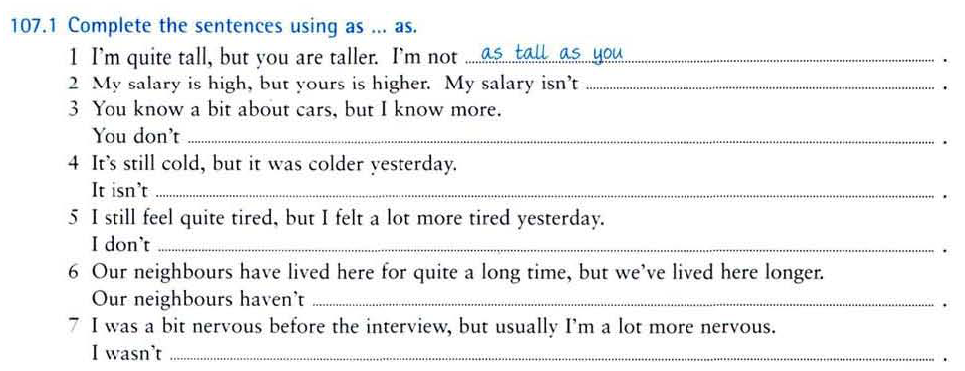 107.1 Complete the sentences using as ... as.
1 I'm quite tall, but you are taller. I'm not ...as tall as you.................... .
2 My salary is high, but yours is higher. My salary isn't .................... .
3 You know a bit about cars, but I know more.
You don't .................... .
4 It's still cold, but it was colder yesterday.
It isn't .................... .
5 I still feel quite tired, but I felt a lot more tired yesterday.
I don't .................... .
6 Our neighbours have lived here for quite a long time, but we've lived here longer.
Our neighbours haven't .................... .
7 I was a bit nervous before the interview, but usually I'm a lot more nervous.
I wasn't .................... .